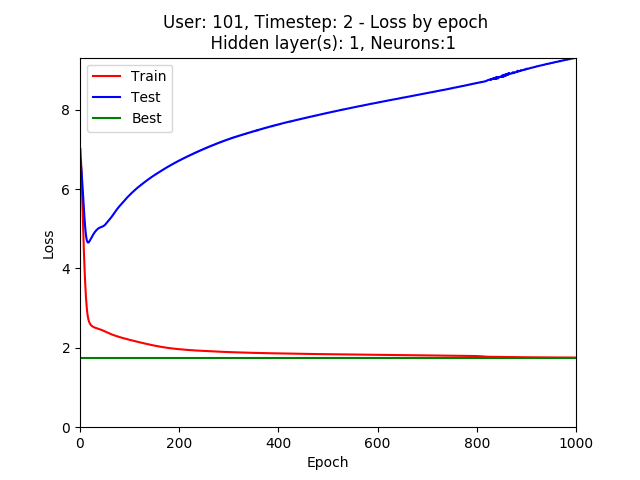 User: 101, Timestep: 2 - Loss by epoch
Hidden layer(s): 1, Neurons:1
Train
Test
Best
Loss
8
6
4
2
0
0 200 400 600 800 1000
Epoch